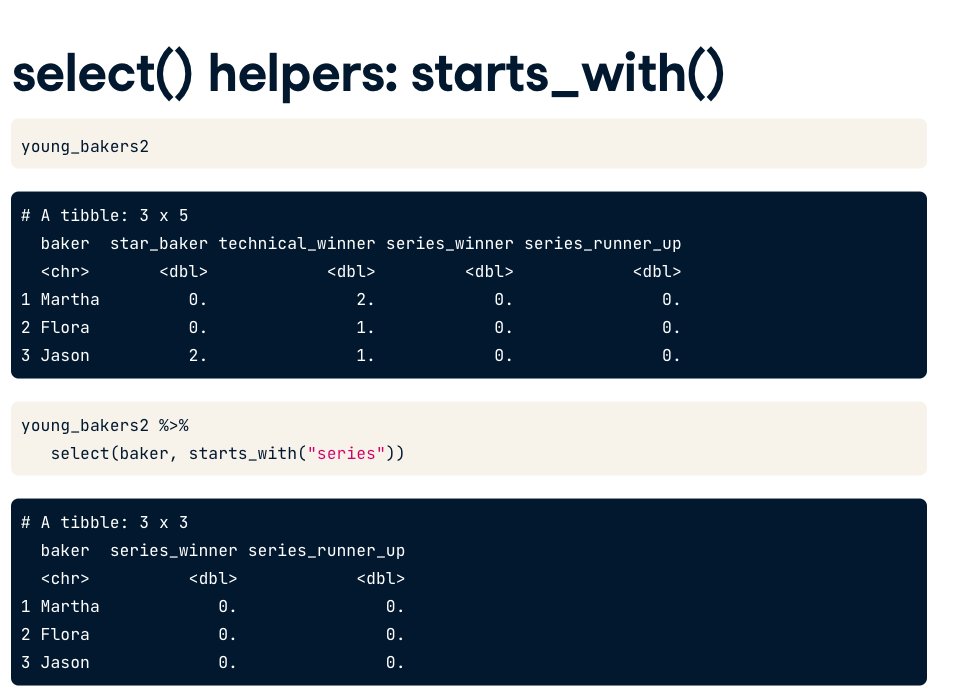 select() helpers: starts_with()
young_bakers2
# A tibble: 3 x 5
  baker  star_baker technical_winner series_winner series_runner_up
  <chr>       <dbl>            <dbl>         <dbl>            <dbl>
1 Martha         0.               2.            0.               0.
2 Flora          0.               1.            0.               0.
3 Jason          2.               1.            0.               0.
young_bakers2 %>%
   select(baker, starts_with("series"))
# A tibble: 3 x 3
  baker  series_winner series_runner_up
  <chr>          <dbl>            <dbl>
1 Martha            0.               0.
2 Flora             0.               0.
3 Jason             0.               0.